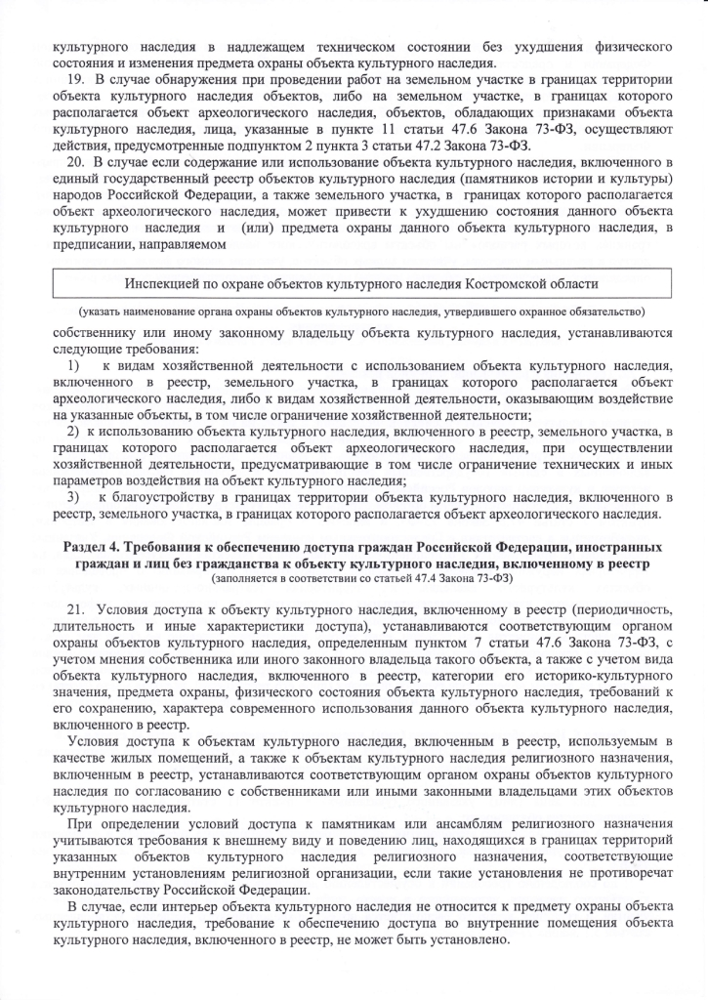 культурного наследия в надлежащем техническом состоянии без ухудшения физического
состояния и изменения предмета охраны объекта культурного наследия.
19. В случае обнаружения при проведении работ на земельном участке в границах территории
объекта культурного наследия объектов, либо на земельном участке, в границах которого
располагается объект археологического наследия, объектов, обладающих признаками объекта
культурного наследия, лица, указанные в пункте 11 статьи 47.6 Закона 73-ФЗ, осуществляют
действия, предусмотренные подпунктом 2 пункта 3 статьи 47.2 Закона 73-ФЗ.
20. В случае если содержание или использование объекта культурного наследия, включенного в
единый государственный реестр объектов культурного наследия (памятников истории и культуры)
народов Российской Федерации, а также земельного участка, в границах которого располагается
объект археологического наследия, может привести к ухудшению состояния данного объекта
культурного наследия и (или) предмета охраны данного объекта культурного наследия, в
предписании, направляемом
Инспекцией по охране объектов культурного наследия Костромской области
(указать наименование органа охраны объектов культурного наследия, утвердившего охранное обязательство)
собственнику или иному законному владельцу объекта культурного наследия, устанавливаются
следующие требования:
1) к видам хозяйственной деятельности с использованием объекта культурного наследия,
включенного в реестр, земельного участка, в границах которого располагается объект
археологического наследия, либо к видам хозяйственной деятельности, оказывающим воздействие
на указанные объекты, в том числе ограничение хозяйственной деятельности;
2) к использованию объекта культурного наследия, включенного в реестр, земельного участка, в
границах которого располагается объект археологического наследия, при осуществлении
хозяйственной деятельности, предусматривающие в том числе ограничение технических и иных
параметров воздействия на объект культурного наследия;
3) к благоустройству в границах территории объекта культурного наследия, включенного в
реестр, земельного участка, в границах которого располагается объект археологического наследия.
Раздел 4. Требования к обеспечению доступа граждан Российской Федерации, иностранных
граждан и лиц без гражданства к объекту культурного наследия, включенному в реестр
(заполняется в соответствии со статьей 47.4 Закона 73-ФЗ)
21. Условия доступа к объекту культурного наследия, включенному в реестр (периодичность,
длительность и иные характеристики доступа), устанавливаются соответствующим органом
охраны объектов культурного наследия, определенным пунктом 7 статьи 47.6 Закона 73-ФЗ, с
учетом мнения собственника или иного законного владельца такого объекта, а также с учетом вида
объекта культурного наследия, включенного в реестр, категории его историко-культурного
значения, предмета охраны, физического состояния объекта культурного наследия, требований к
его сохранению, характера современного использования данного объекта культурного наследия,
включенного в реестр.
Условия доступа к объектам культурного наследия, включенным в реестр, используемым в
качестве жилых помещений, а также к объектам культурного наследия религиозного назначения,
включенным в реестр, устанавливаются соответствующим органом охраны объектов культурного
наследия по согласованию с собственниками или иными законными владельцами этих объектов
культурного наследия.
При определении условий доступа к памятникам или ансамблям религиозного назначения
учитываются требования к внешнему виду и поведению лиц, находящихся в границах территорий
указанных объектов культурного наследия религиозного назначения, соответствующие
внутренним установлениям религиозной организации, если такие установления не противоречат
законодательству Российской Федерации.
В случае, если интерьер объекта культурного наследия не относится к предмету охраны объекта
культурного наследия, требование к обеспечению доступа во внутренние помещения объекта
культурного наследия, включенного в реестр, не может быть установлено.